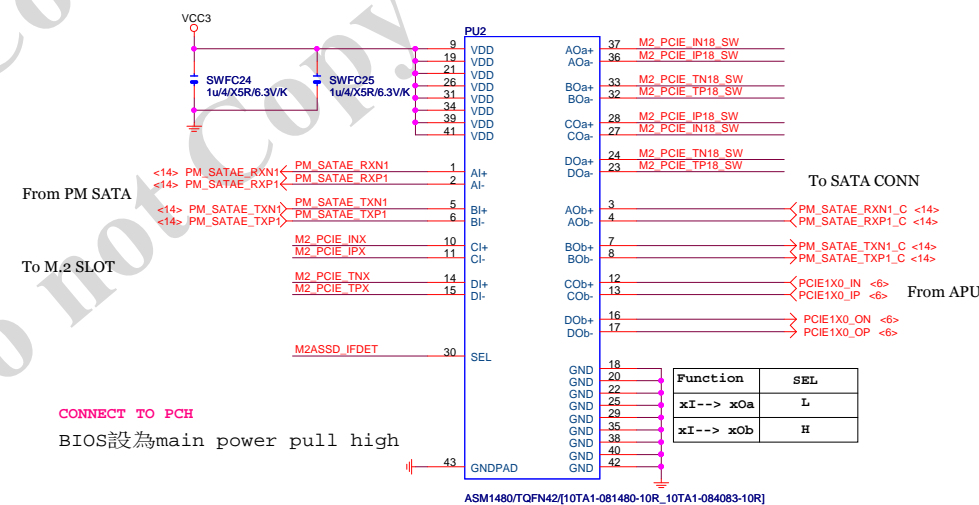 VCC3
SWFC24
1u/4/X5R/6.3V/K
SWFC25
1u/4/X5R/6.3V/K
PU2
9 VDD
19 VDD
21 VDD
26 VDD
31 VDD
34 VDD
39 VDD
41 VDD
From PM SATA
<14> PM_SATAE_RXN1 PM_SATAE_RXN1 1 AI+
<14> PM_SATAE_RXP1 PM_SATAE_RXP1 2 AI-
<14> PM_SATAE_TXN1 PM_SATAE_TXN1 5 BI+
<14> PM_SATAE_TXP1 PM_SATAE_TXP1 6 BI-
To M.2 SLOT
M2_PCIE_INX 10 CI+
M2_PCIE_IPX 11 CI-
M2_PCIE_TNX 14 DI+
M2_PCIE_TPX 15 DI-
M2ASSD_IFDET 30 SEL
43 GNDPAD
AOa+ 37 M2_PCIE_IN18_SW
AOa- 36 M2_PCIE_IP18_SW
BOa+ 33 M2_PCIE_TN18_SW
BOa- 32 M2_PCIE_TP18_SW
COa+ 28 M2_PCIE_IP18_SW
COa- 27 M2_PCIE_IN18_SW
DOa+ 24 M2_PCIE_TN18_SW
DOa- 23 M2_PCIE_TP18_SW
To SATA CONN
AOb+ 3 PM_SATAE_RXN1_C <14>
AOb- 4 PM_SATAE_RXP1_C <14>
BOb+ 7 PM_SATAE_TXN1_C <14>
BOb- 8 PM_SATAE_TXP1_C <14>
COb+ 12 PCIE1X0_IN <6>
COb- 13 PCIE1X0_IP <6>
From APU
DOb+ 16 PCIE1X0_ON <6>
DOb- 17 PCIE1X0_OP <6>
GND 18
GND 20
GND 22
GND 25
GND 29
GND 35
GND 38
GND 40
GND 42
Function SEL
xI--> xOa L
xI--> xOb H
CONNECT TO PCH
BIOS設為main power pull high
ASM1480/TQFN42/[10TA1-081480-10R_10TA1-084083-10R]
not Copy